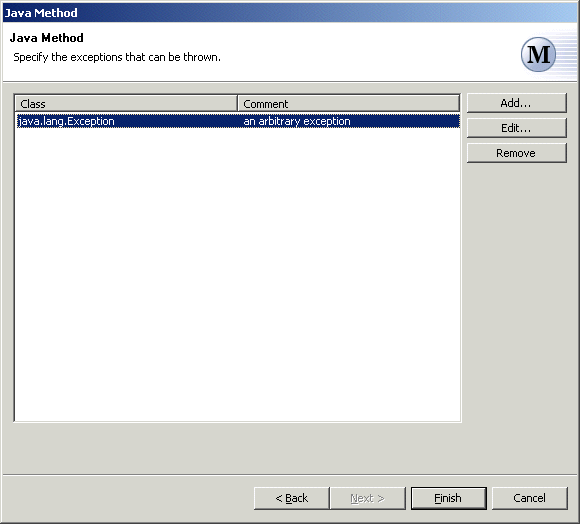 Java Method
Java Method
Specify the exceptions that can be thrown.
M
Class Comment
java.lang.Exception an arbitrary exception
Add...
Edit...
Remove
< Back Next > Finish Cancel